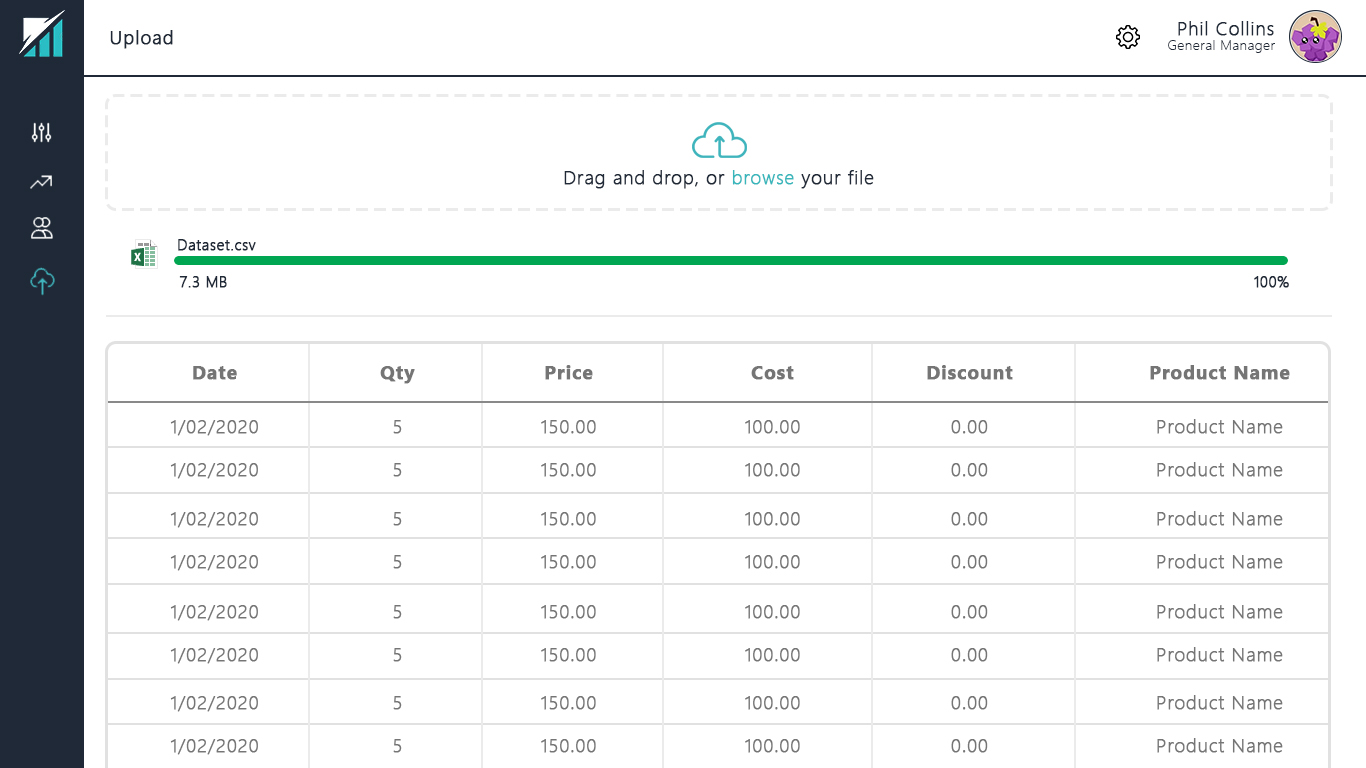 Upload
Phil Collins
General Manager
Drag and drop, or browse your file
Dataset.csv
7.3 MB 100%
Date Qty Price Cost Discount Product Name
1/02/2020 5 150.00 100.00 0.00 Product Name
1/02/2020 5 150.00 100.00 0.00 Product Name
1/02/2020 5 150.00 100.00 0.00 Product Name
1/02/2020 5 150.00 100.00 0.00 Product Name
1/02/2020 5 150.00 100.00 0.00 Product Name
1/02/2020 5 150.00 100.00 0.00 Product Name
1/02/2020 5 150.00 100.00 0.00 Product Name
1/02/2020 5 150.00 100.00 0.00 Product Name